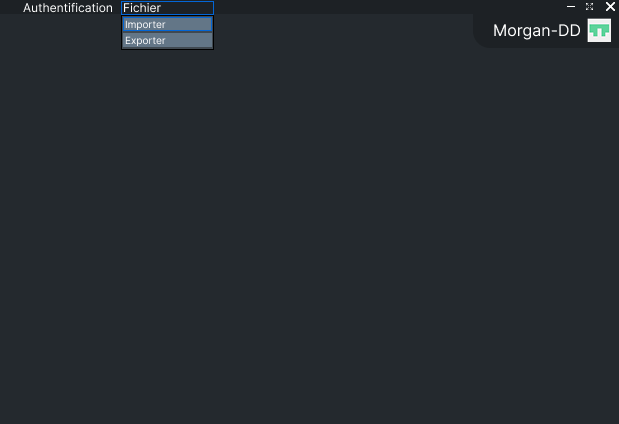 Authentification
Fichier
Importer
Exporter
Morgan-DD